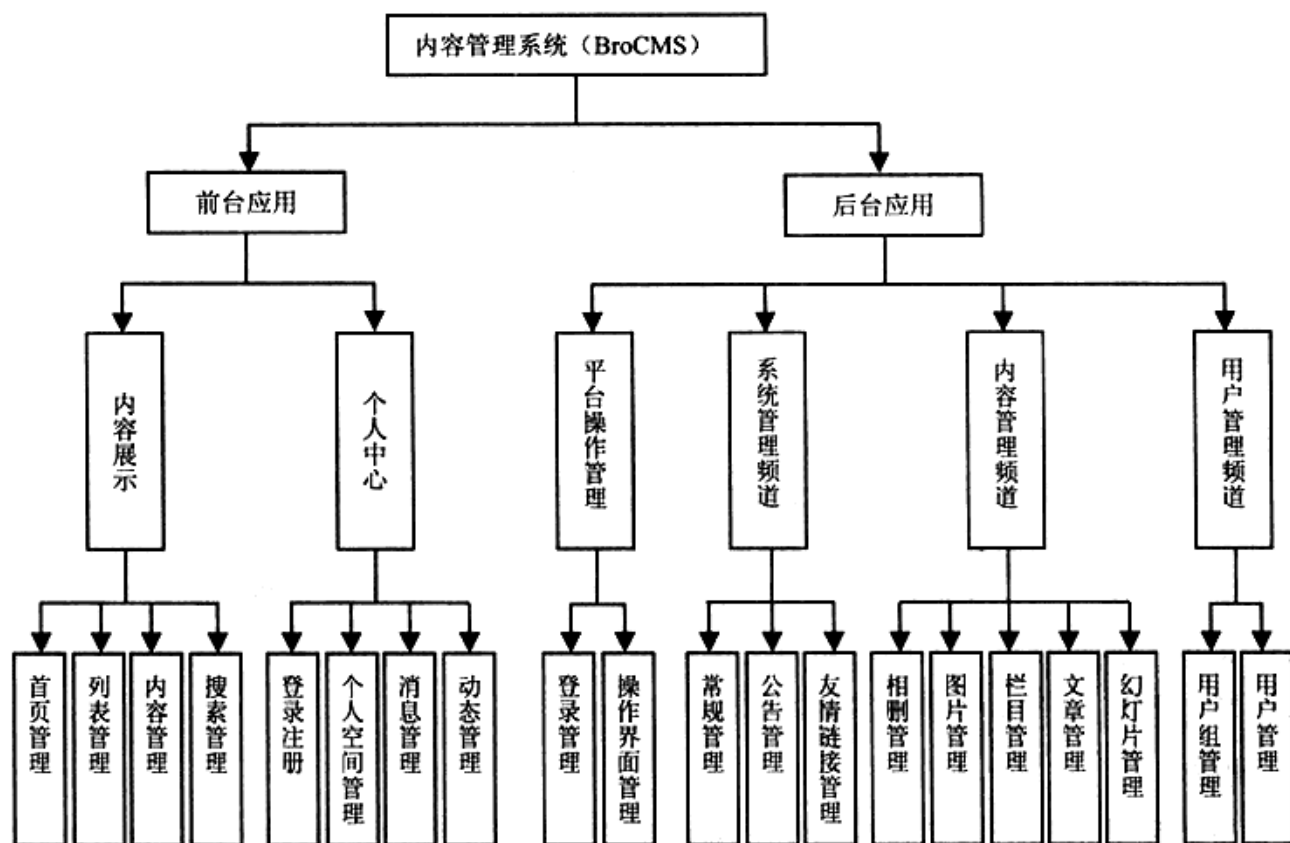 内容管理系统（BroCMS）
前台应用
后台应用
内容展示
个人中心
平台操作管理
系统管理频道
内容管理频道
用户管理频道
首页管理
列表管理
内容管理
搜索管理
登录注册
个人空间管理
消息管理
动态管理
登录管理
操作界面管理
常规管理
公告管理
友情链接管理
相删管理
图片管理
栏目管理
文章管理
幻灯片管理
用户组管理
用户管理